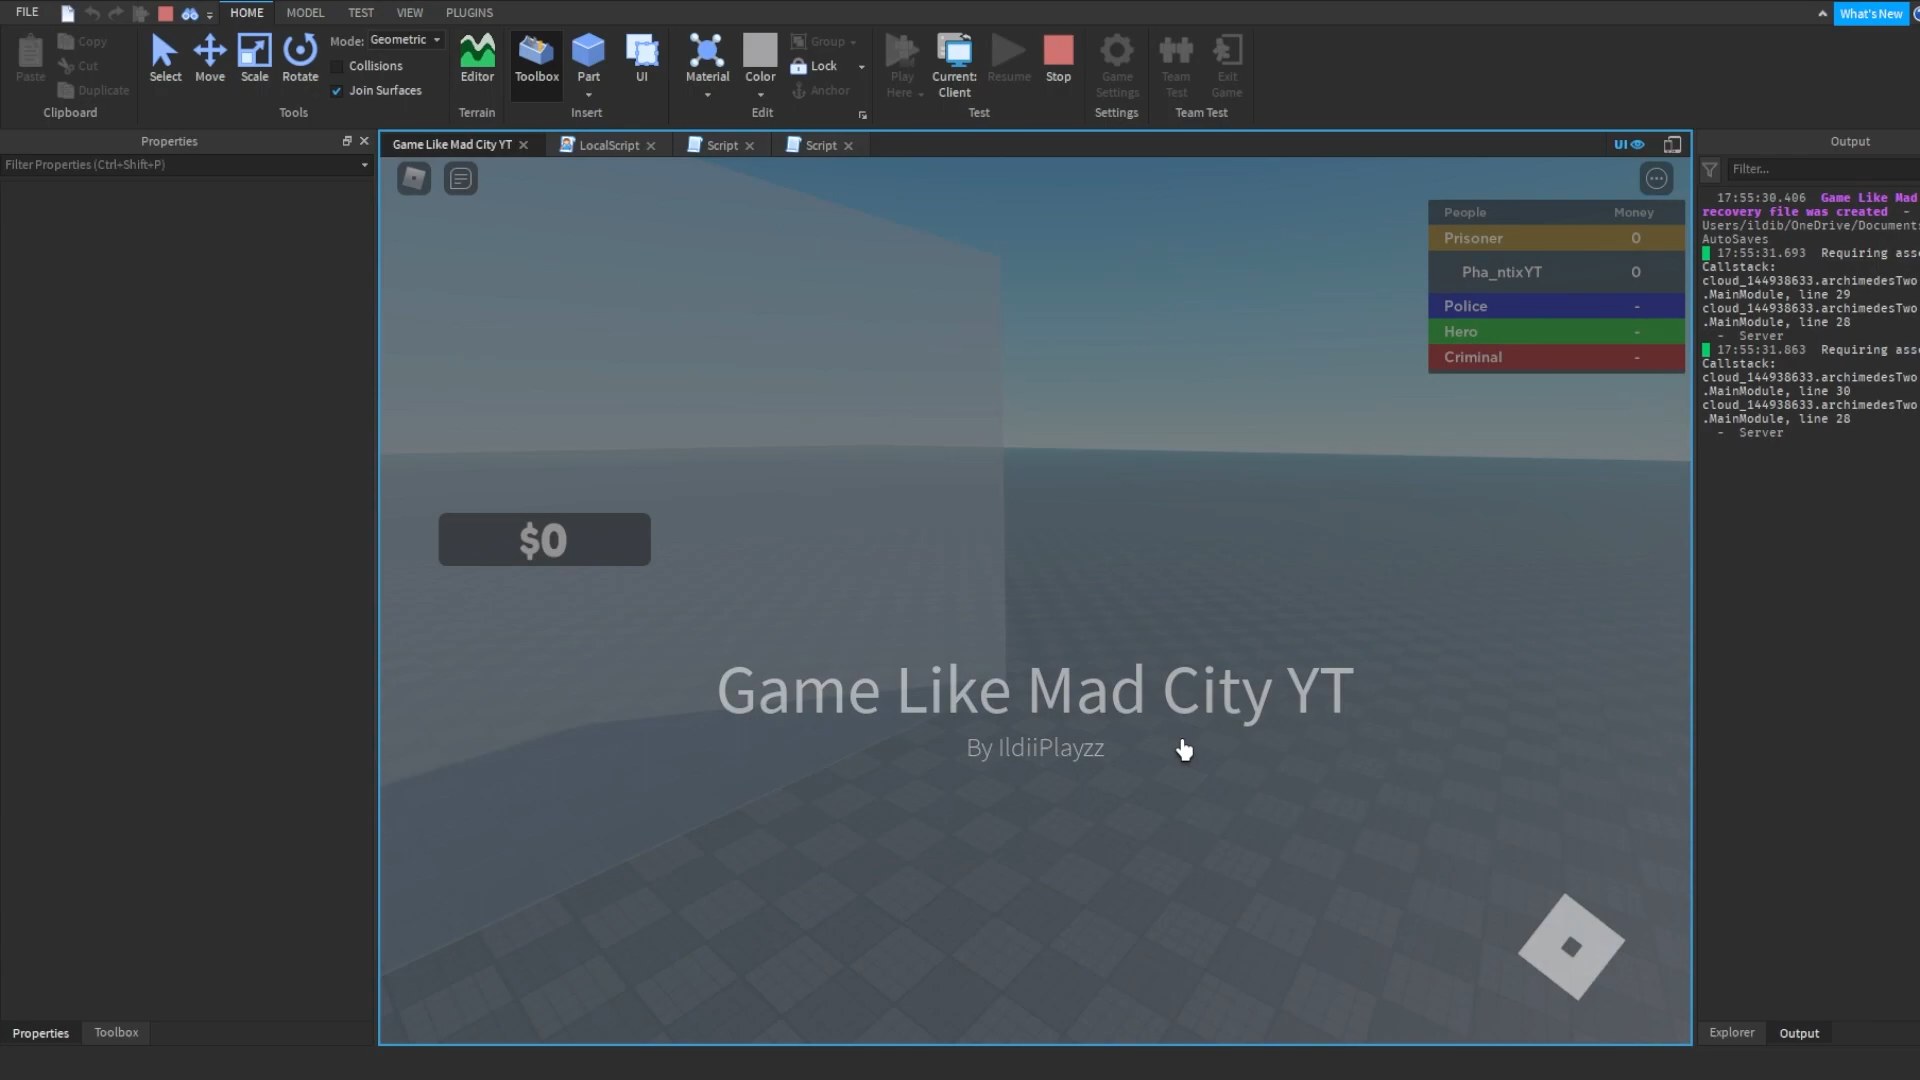 FILE
HOME
MODEL
TEST
VIEW
PLUGINS
What's New
Paste
Copy
Cut
Duplicate
Clipboard
Select
Move
Scale
Rotate
Mode: Geometric
Collisions
Join Surfaces
Tools
Editor
Terrain
Toolbox
Part
UI
Insert
Material
Color
Group
Lock
Anchor
Edit
Play
Here
Current:
Client
Resume
Stop
Test
Game
Settings
Settings
Team
Test
Exit
Game
Team Test
Properties
Filter Properties (Ctrl+Shift+P)
Game Like Mad City YT
LocalScript
Script
Script
UI
Output
Filter...
People Money
Prisoner 0
Pha_ntixYT 0
Police -
Hero -
Criminal -
$0
Game Like Mad City YT
By IldiiPlayzz
17:55:30.406 Game Like Mad
recovery file was created -
Users/ildib/OneDrive/Document
AutoSaves
17:55:31.693 Requiring ass
Callstack:
cloud_144938633.archimedesTwo
.MainModule, line 29
cloud_144938633.archimedesTwo
.MainModule, line 28
- Server
17:55:31.863 Requiring ass
Callstack:
cloud_144938633.archimedesTwo
.MainModule, line 30
cloud_144938633.archimedesTwo
.MainModule, line 28
- Server
Properties
Toolbox
Explorer
Output